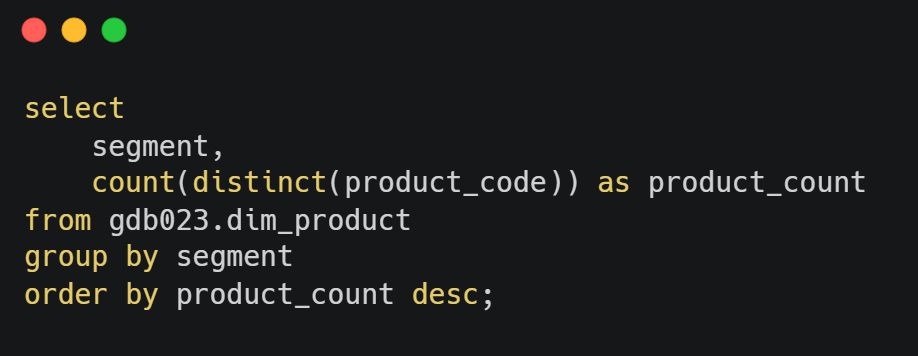 select
    segment,
    count(distinct(product_code)) as product_count
from gdb023.dim_product
group by segment
order by product_count desc;